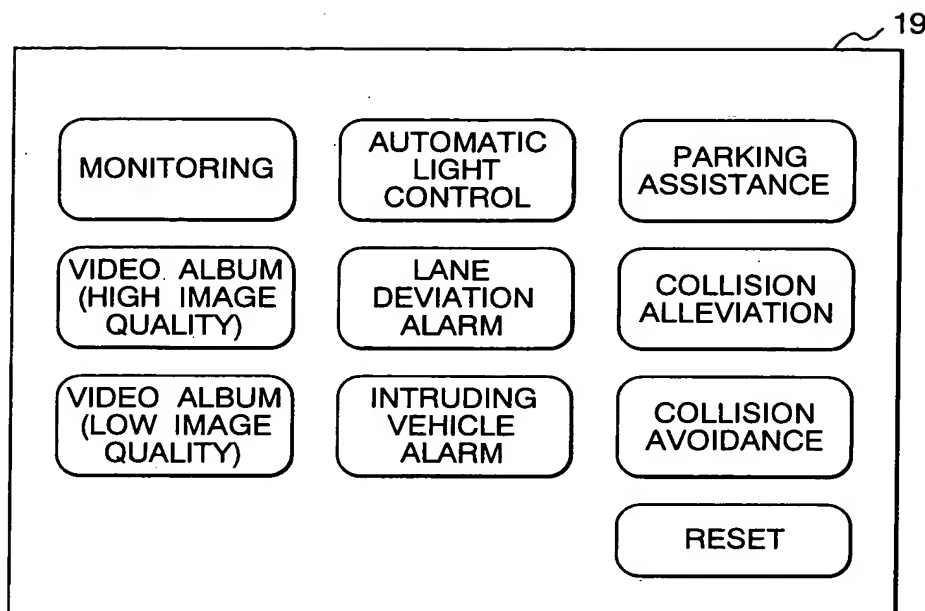 19
MONITORING
AUTOMATIC
LIGHT
CONTROL
PARKING
ASSISTANCE
VIDEO ALBUM
(HIGH IMAGE
QUALITY)
LANE
DEVIATION
ALARM
COLLISION
ALLEVIATION
VIDEO ALBUM
(LOW IMAGE
QUALITY)
INTRUDING
VEHICLE
ALARM
COLLISION
AVOIDANCE
RESET